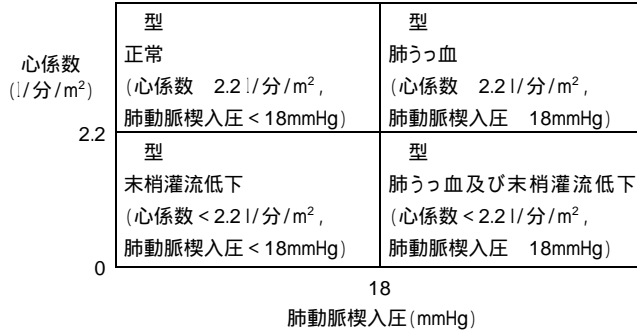 型
正常
(心係数　2.2 l/分/m²,
肺動脈楔入圧<18mmHg)
型
肺うっ血
(心係数　2.2 l/分/m²,
肺動脈楔入圧　18mmHg)
心係数
(l/分/m²)
2.2
型
末梢灌流低下
(心係数<2.2 l/分/m²,
肺動脈楔入圧<18mmHg)
型
肺うっ血及び末梢灌流低下
(心係数<2.2 l/分/m²,
肺動脈楔入圧　18mmHg)
0
18
肺動脈楔入圧(mmHg)